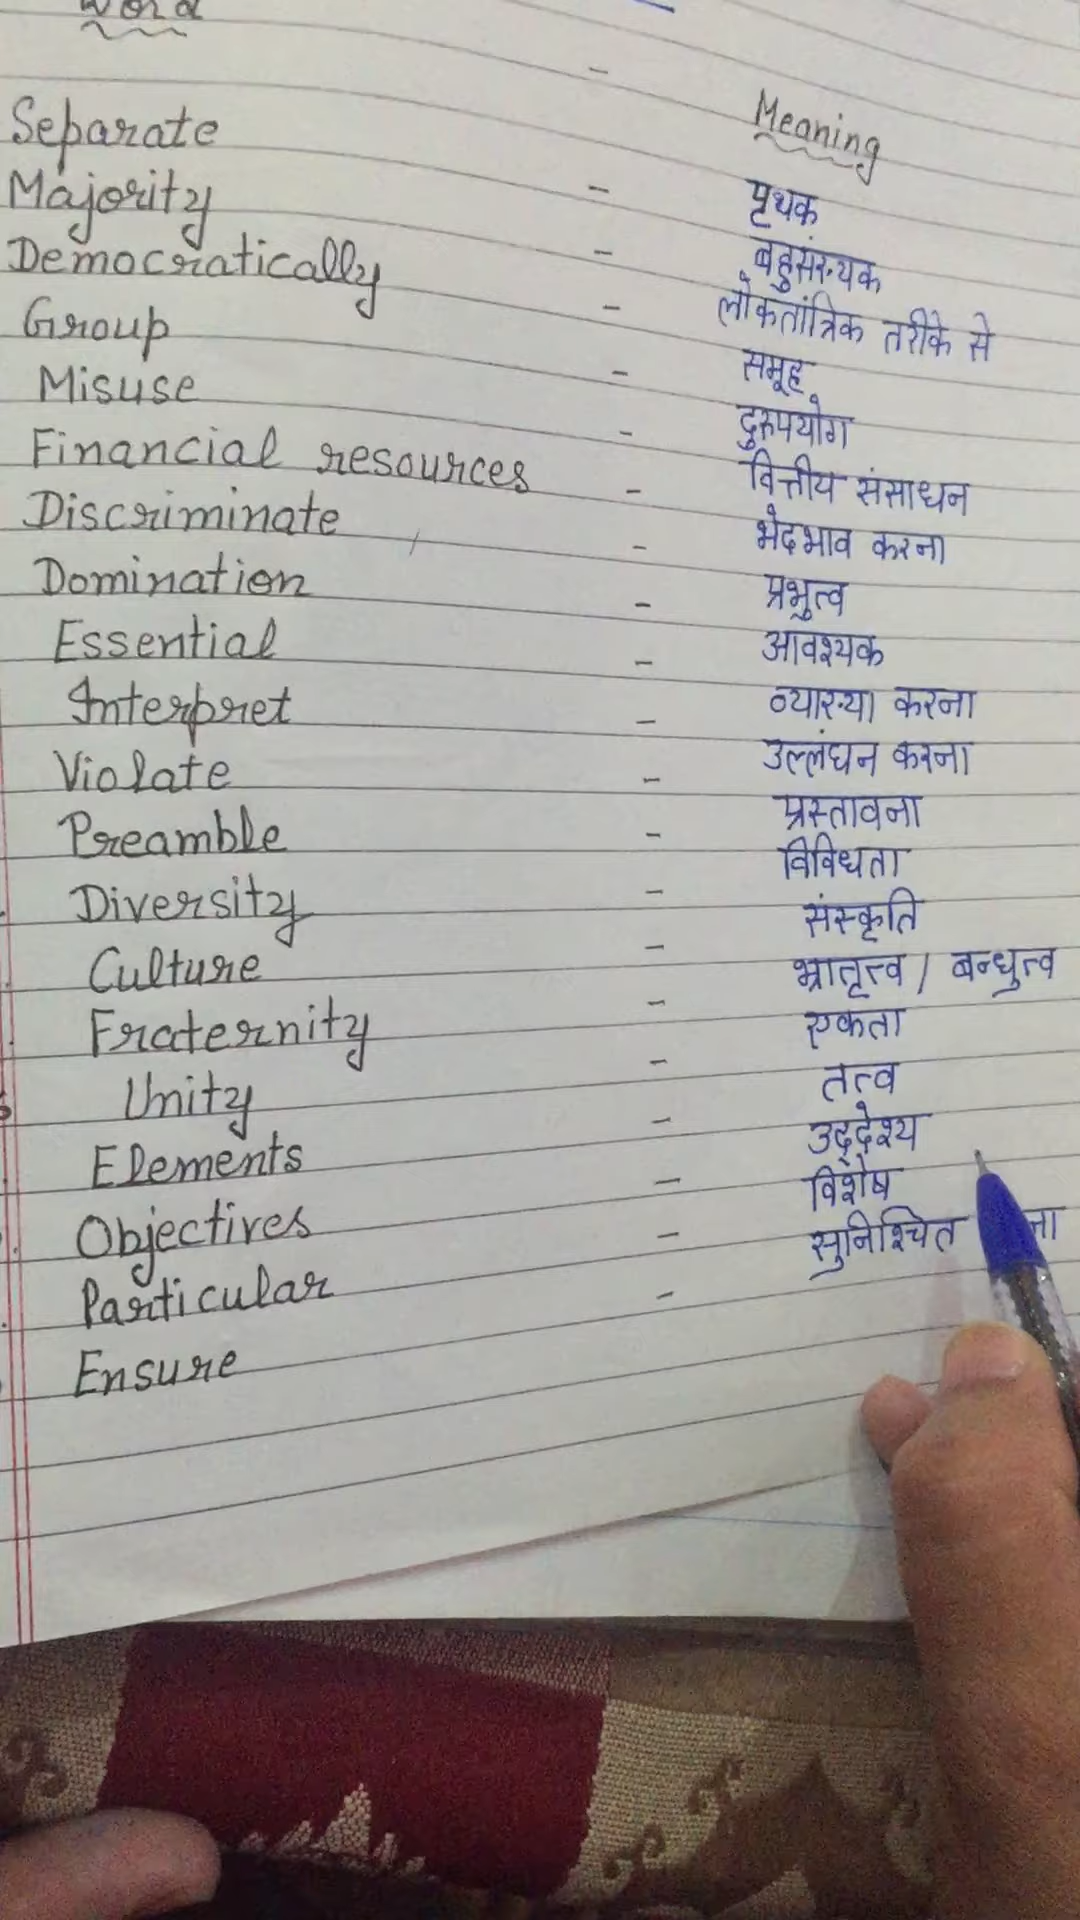 Word - Meaning
Separate - पृथक
Majority - बहुसंख्यक
Democratically - लोकतांत्रिक तरीके से
Group - समूह
Misuse - दुरुपयोग
Financial resources - वित्तीय संसाधन
Discriminate - भेदभाव करना
Domination - प्रभुत्व
Essential - आवश्यक
Interpret - व्याख्या करना
Violate - उल्लंघन करना
Preamble - प्रस्तावना
Diversity - विविधता
Culture - संस्कृति
Fraternity - भ्रातृत्त्व / बन्धुत्व
Unity - एकता
Elements - तत्व
Objectives - उद्देश्य
Particular - विशेष
Ensure - सुनिश्चित